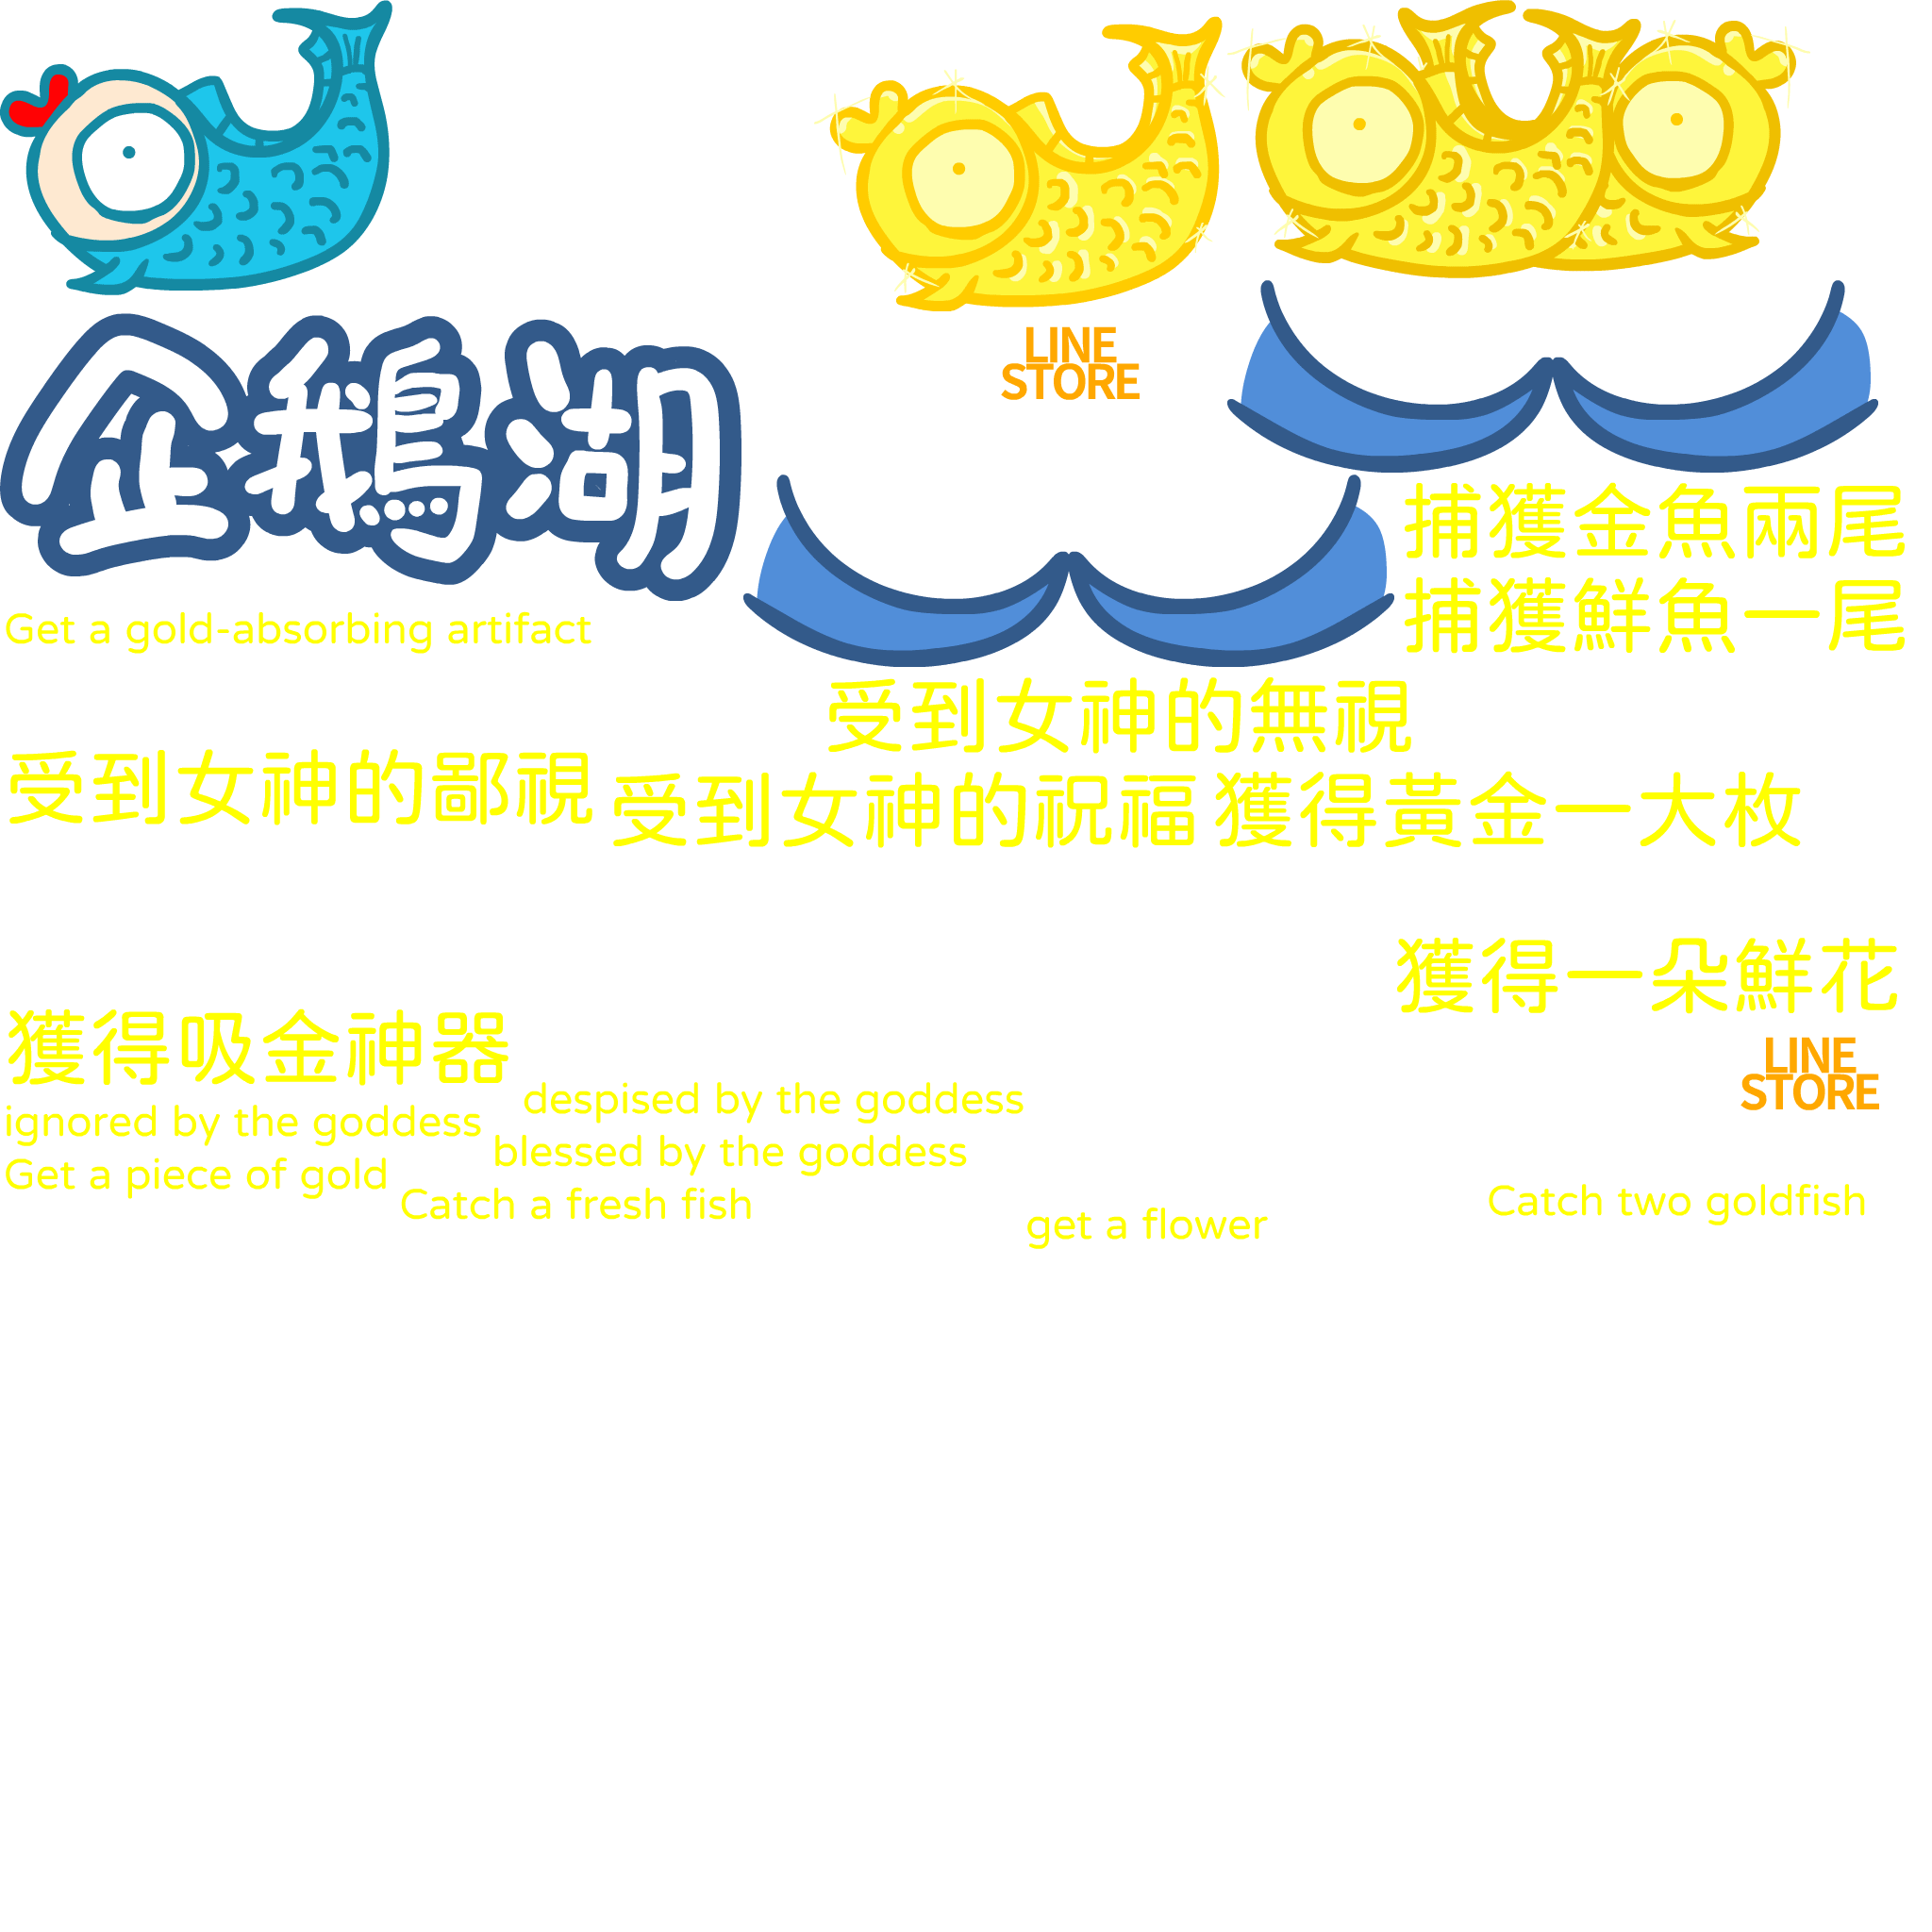 LINE
STORE
金鵝湖
捕獲金魚兩尾
捕獲鮮魚一尾
Get a gold-absorbing artifact
受到女神的無視
受到女神的鄙視
受到女神的祝福
獲得黃金一大枚
獲得一朵鮮花
獲得吸金神器
LINE
STORE
despised by the goddess
ignored by the goddess
blessed by the goddess
Get a piece of gold
Catch a fresh fish
Catch two goldfish
get a flower